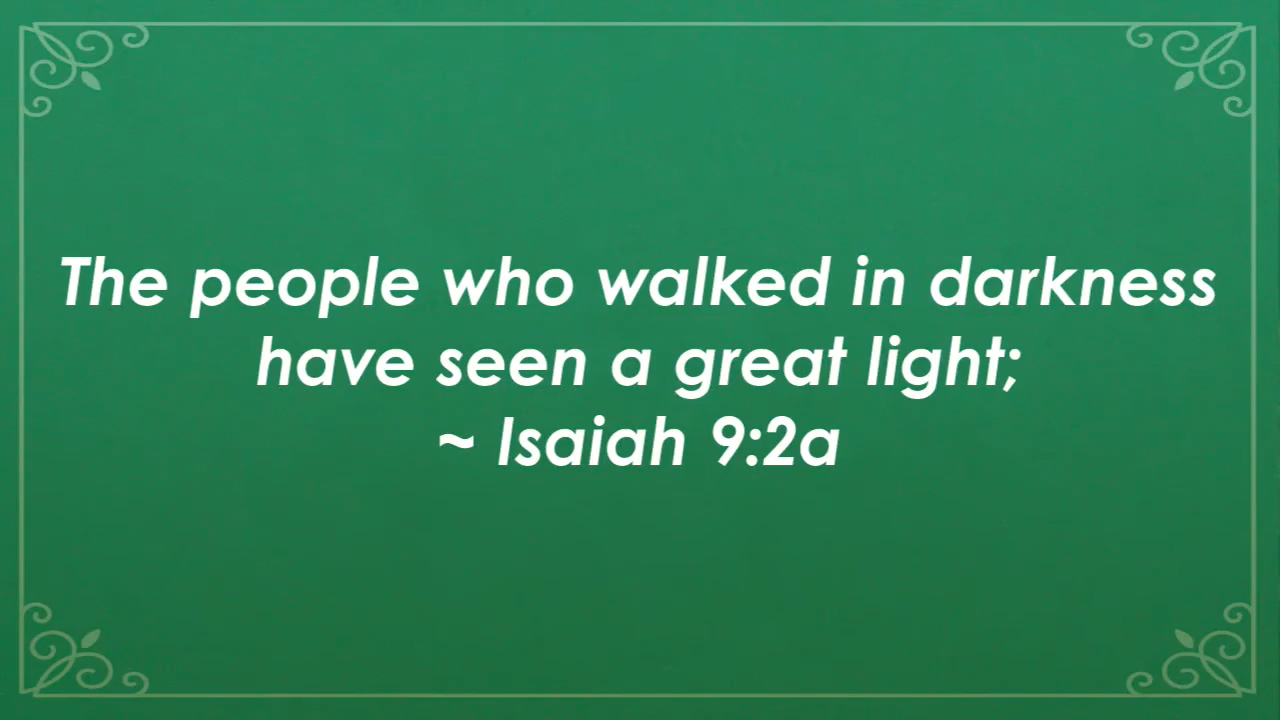 The people who walked in darkness
have seen a great light;
~ Isaiah 9:2a